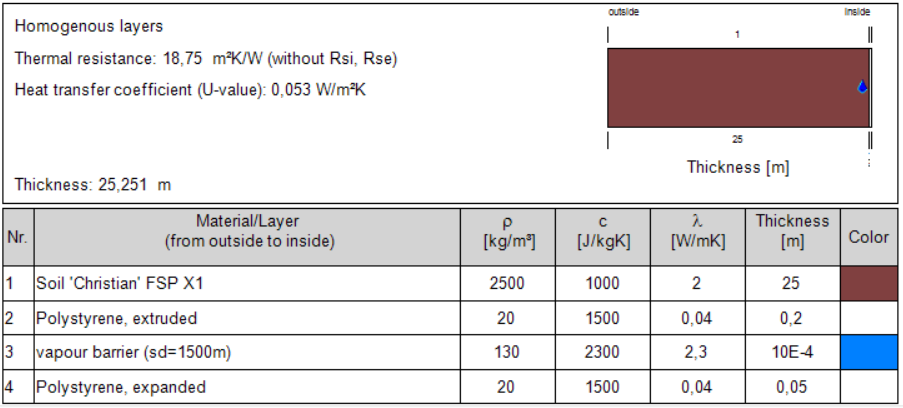 Homogenous layers
Thermal resistance: 18,75 m²K/W (without Rsi, Rse)
Heat transfer coefficient (U-value): 0,053 W/m²K
Thickness: 25,251 m
outside inside
1
25
Thickness [m]
Nr. Material/Layer (from outside to inside) ρ [kg/m³] c [J/kgK] λ [W/mK] Thickness [m] Color
1 Soil 'Christian' FSP X1 2500 1000 2 25
2 Polystyrene, extruded 20 1500 0,04 0,2
3 vapour barrier (sd=1500m) 130 2300 2,3 10E-4
4 Polystyrene, expanded 20 1500 0,04 0,05